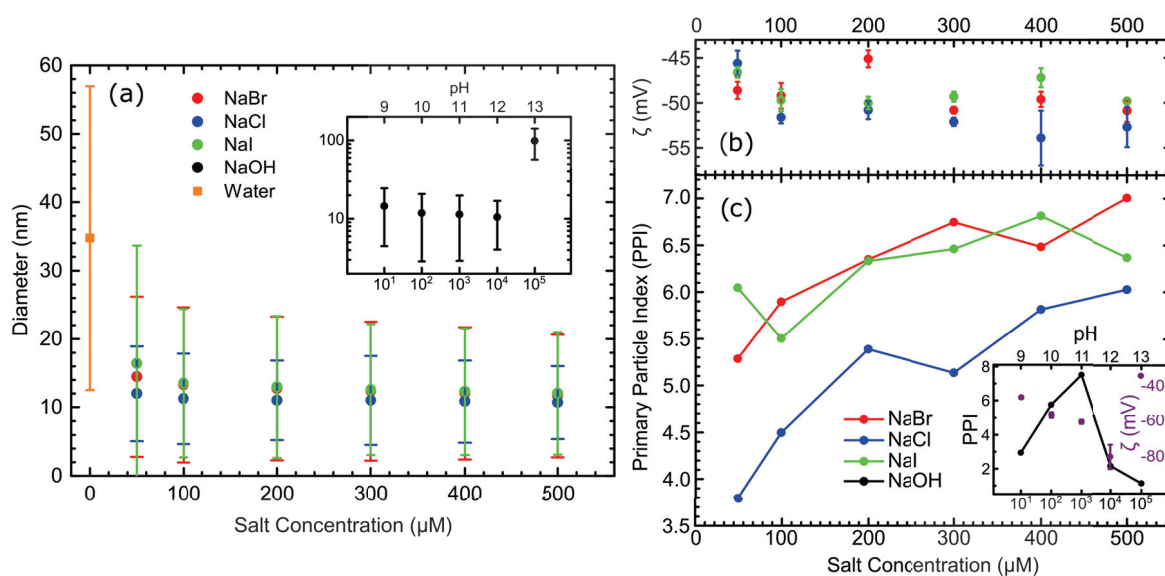 (a)
NaBr
NaCl
NaI
NaOH
Water
Diameter (nm)
60
50
40
30
20
10
0
0 100 200 300 400 500
Salt Concentration (µM)
pH
9 10 11 12 13
100
10
10¹ 10² 10³ 10⁴ 10⁵
0 100 200 300 400 500
ζ (mV)
-45
-50
-55
(b)
(c)
Primary Particle Index (PPI)
7.0
6.5
6.0
5.5
5.0
4.5
4.0
3.5
NaBr
NaCl
NaI
NaOH
0 100 200 300 400 500
Salt Concentration (µM)
pH
9 10 11 12 13
PPI
8
6
4
2
-40
-60
-80
ζ (mV)
10¹ 10² 10³ 10⁴ 10⁵